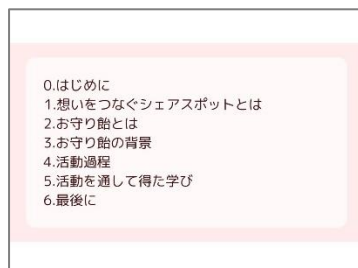 0.はじめに
1.想いをつなぐシェアスポットとは
2.お守り飴とは
3.お守り飴の背景
4.活動過程
5.活動を通して得た学び
6.最後に